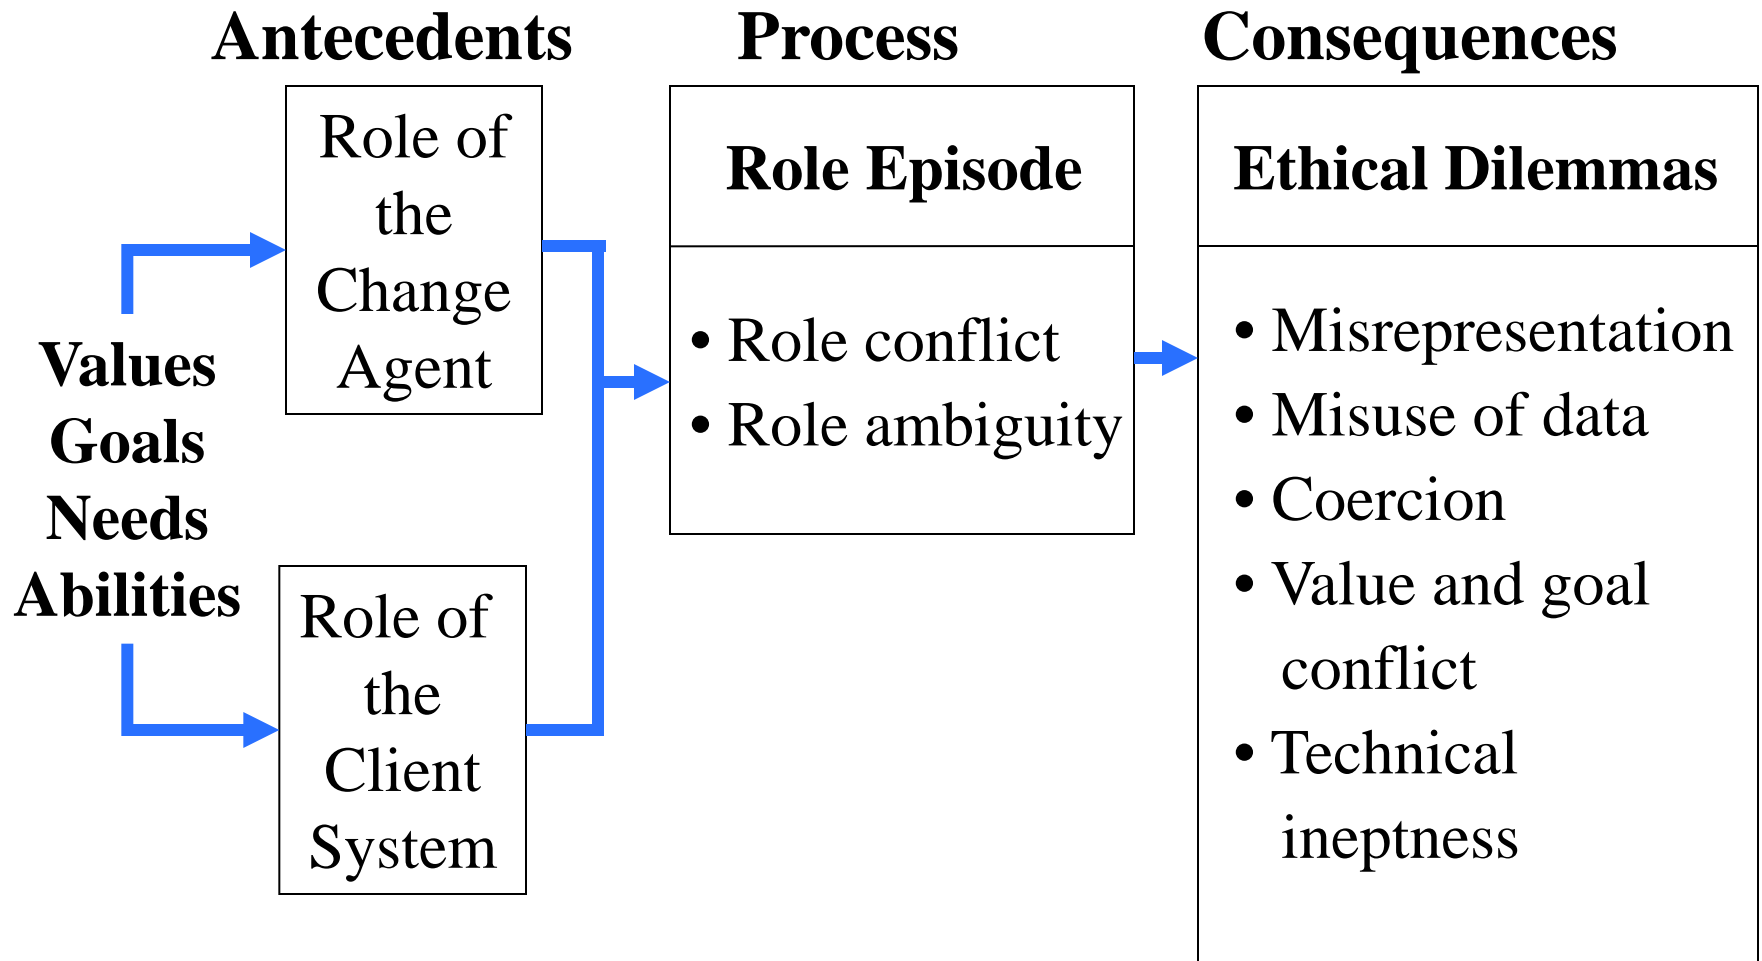 Antecedents
Process
Consequences
Values
Goals
Needs
Abilities
Role of
the
Change
Agent
Role of
the
Client
System
Role Episode
• Role conflict
• Role ambiguity
Ethical Dilemmas
• Misrepresentation
• Misuse of data
• Coercion
• Value and goal
conflict
• Technical
ineptness